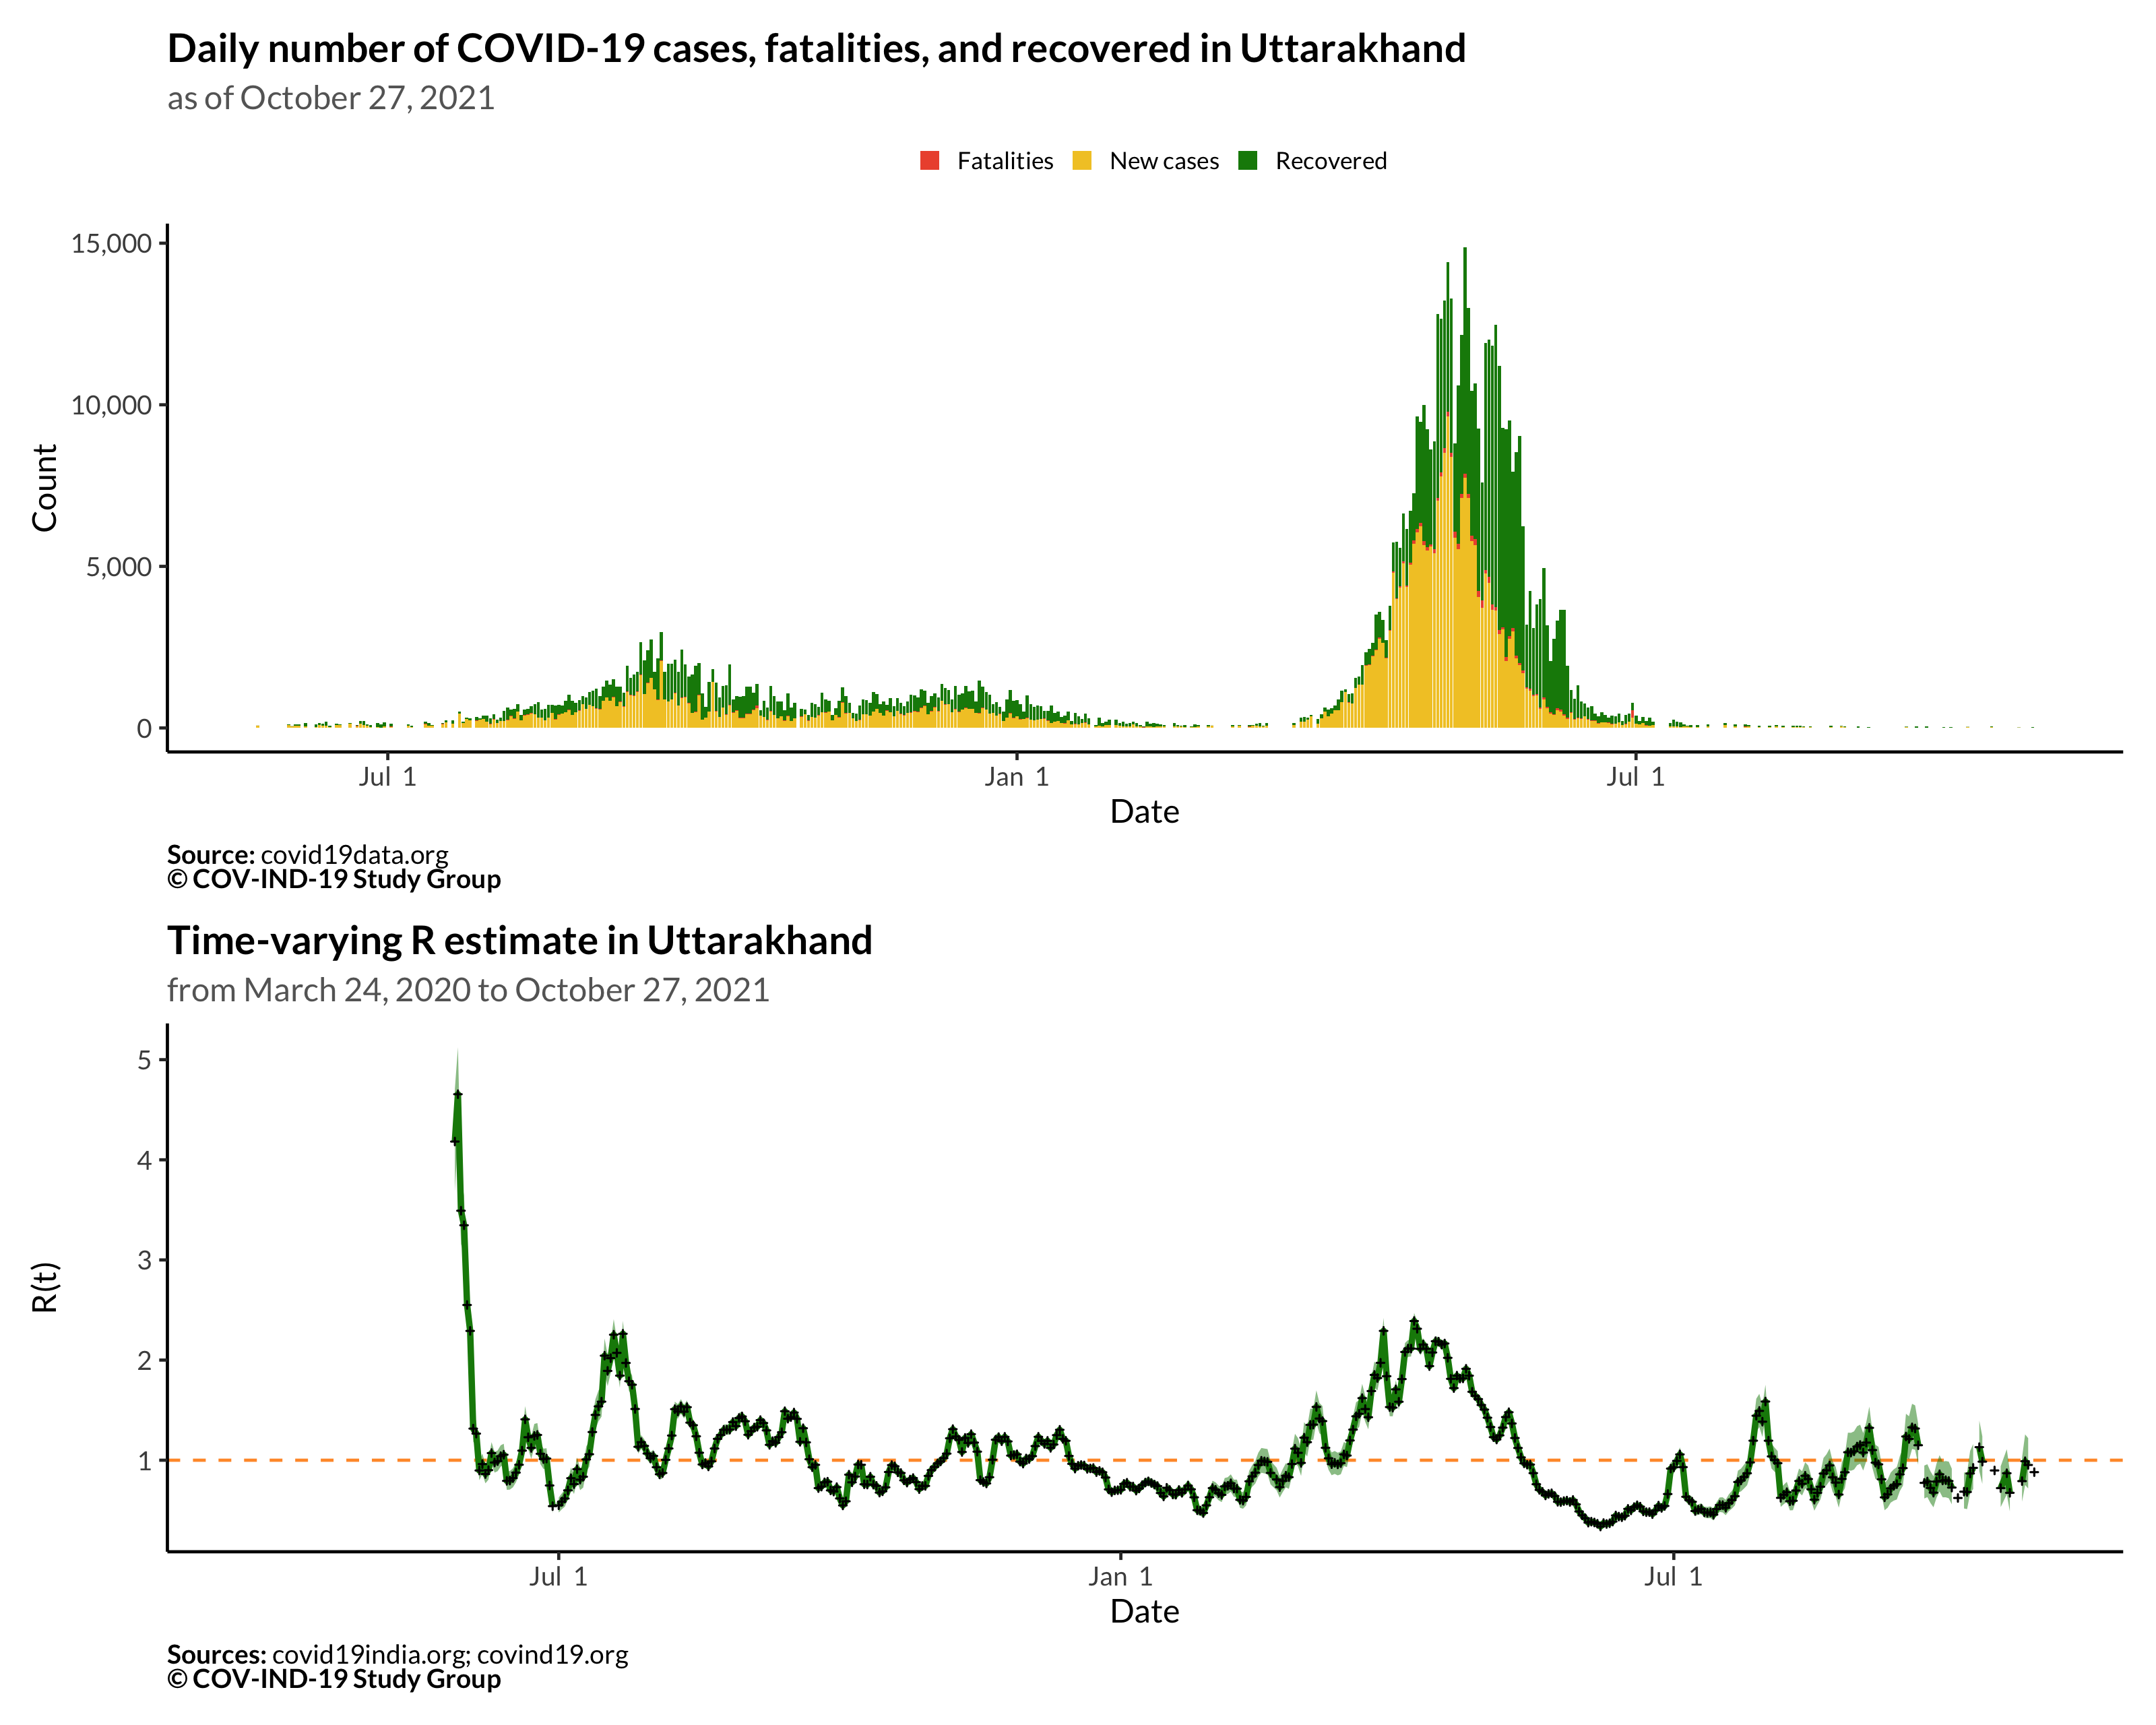 Daily number of COVID-19 cases, fatalities, and recovered in Uttarakhand
as of October 27, 2021
Fatalities New cases Recovered
15,000
10,000
5,000
0
Count
Jul 1 Jan 1 Jul 1
Date
Source: covid19data.org
© COV-IND-19 Study Group
Time-varying R estimate in Uttarakhand
from March 24, 2020 to October 27, 2021
5
4
3
2
1
R(t)
Jul 1 Jan 1 Jul 1
Date
Sources: covid19india.org; covind19.org
© COV-IND-19 Study Group